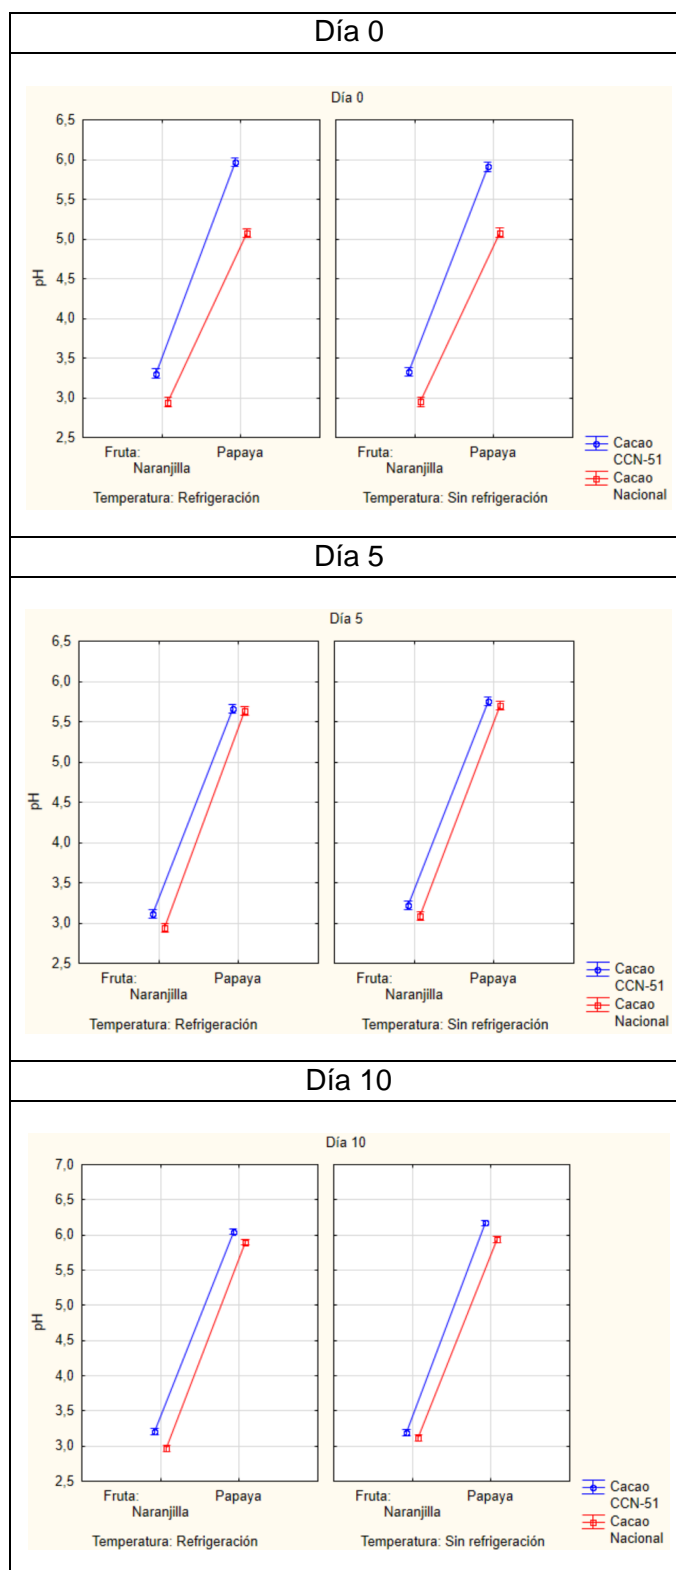 Día 0
Día 0
6,5
6,0
5,5
5,0
4,5
4,0
3,5
3,0
2,5
pH
Fruta: Papaya Papaya
Naranjilla Naranjilla
Temperatura: Refrigeración Temperatura: Sin refrigeración
Cacao
CCN-51
Cacao
Nacional
Día 5
Día 5
6,5
6,0
5,5
5,0
4,5
4,0
3,5
3,0
2,5
pH
Fruta: Papaya Fruta: Papaya
Naranjilla Naranjilla
Temperatura: Refrigeración Temperatura: Sin refrigeración
Cacao
CCN-51
Cacao
Nacional
Día 10
Día 10
7,0
6,5
6,0
5,5
5,0
4,5
4,0
3,5
3,0
2,5
pH
Fruta: Papaya Fruta: Papaya
Naranjilla Naranjilla
Temperatura: Refrigeración Temperatura: Sin refrigeración
Cacao
CCN-51
Cacao
Nacional